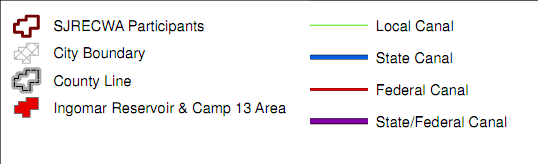 SJRECWA Participants
City Boundary
County Line
Ingomar Reservoir & Camp 13 Area
Local Canal
State Canal
Federal Canal
State/Federal Canal